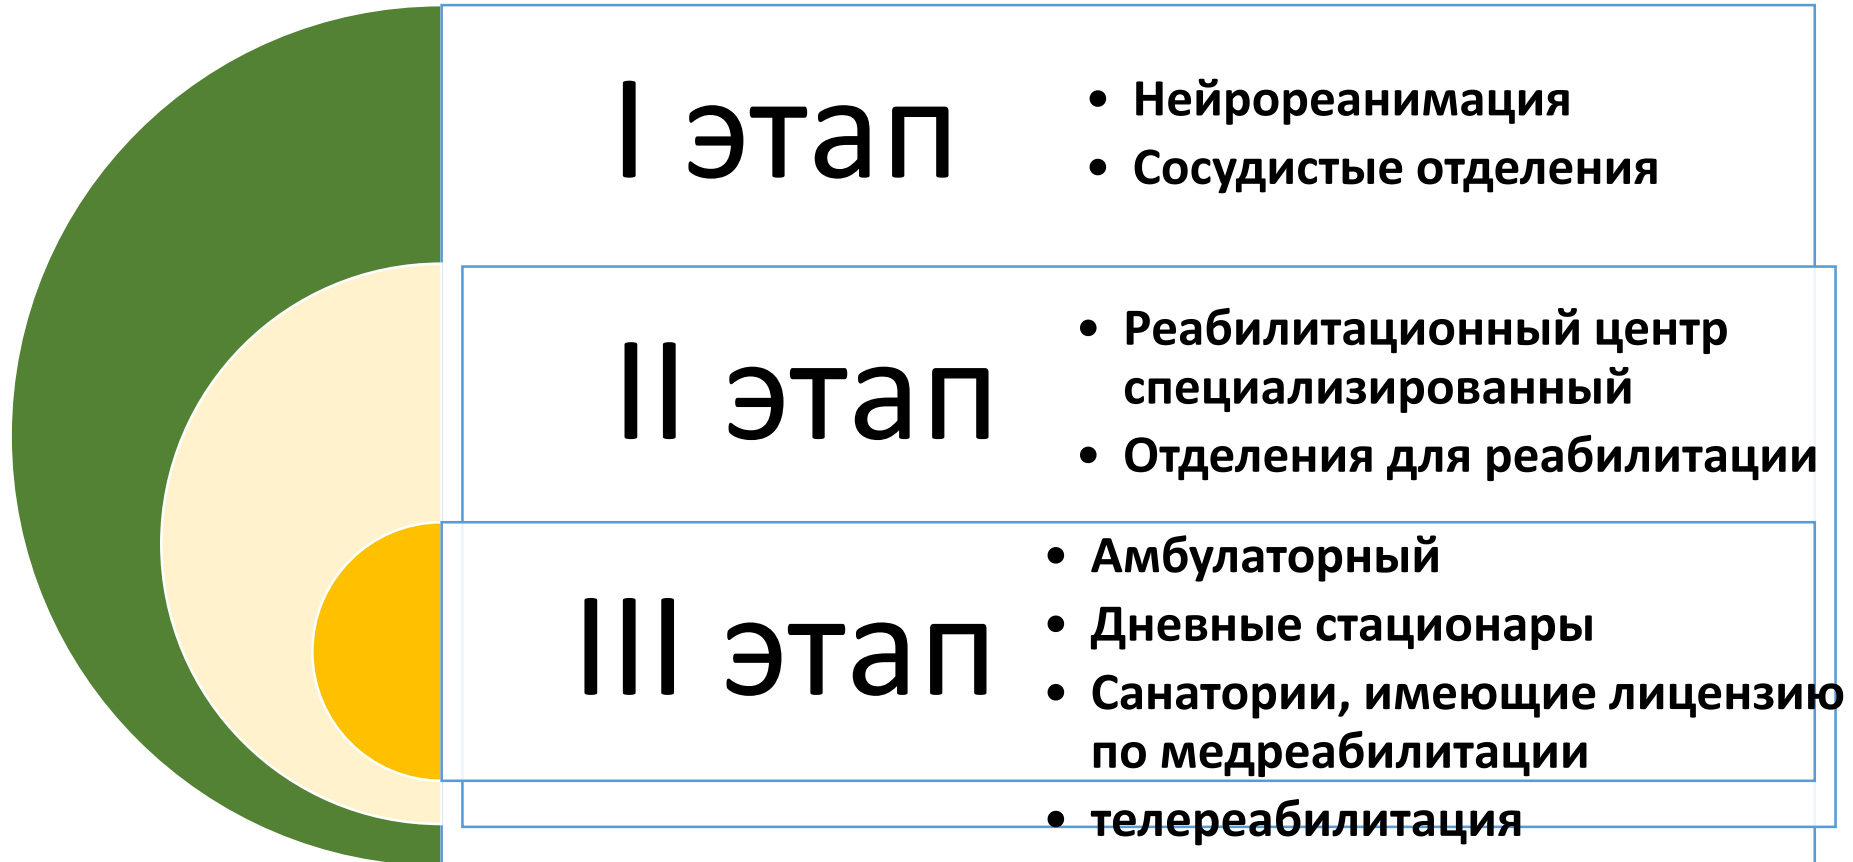 I этап
• Нейрореанимация
• Сосудистые отделения
II этап
• Реабилитационный центр
специализированный
• Отделения для реабилитации
III этап
• Амбулаторный
• Дневные стационары
• Санатории, имеющие лицензию
по медреабилитации
• телереабилитация